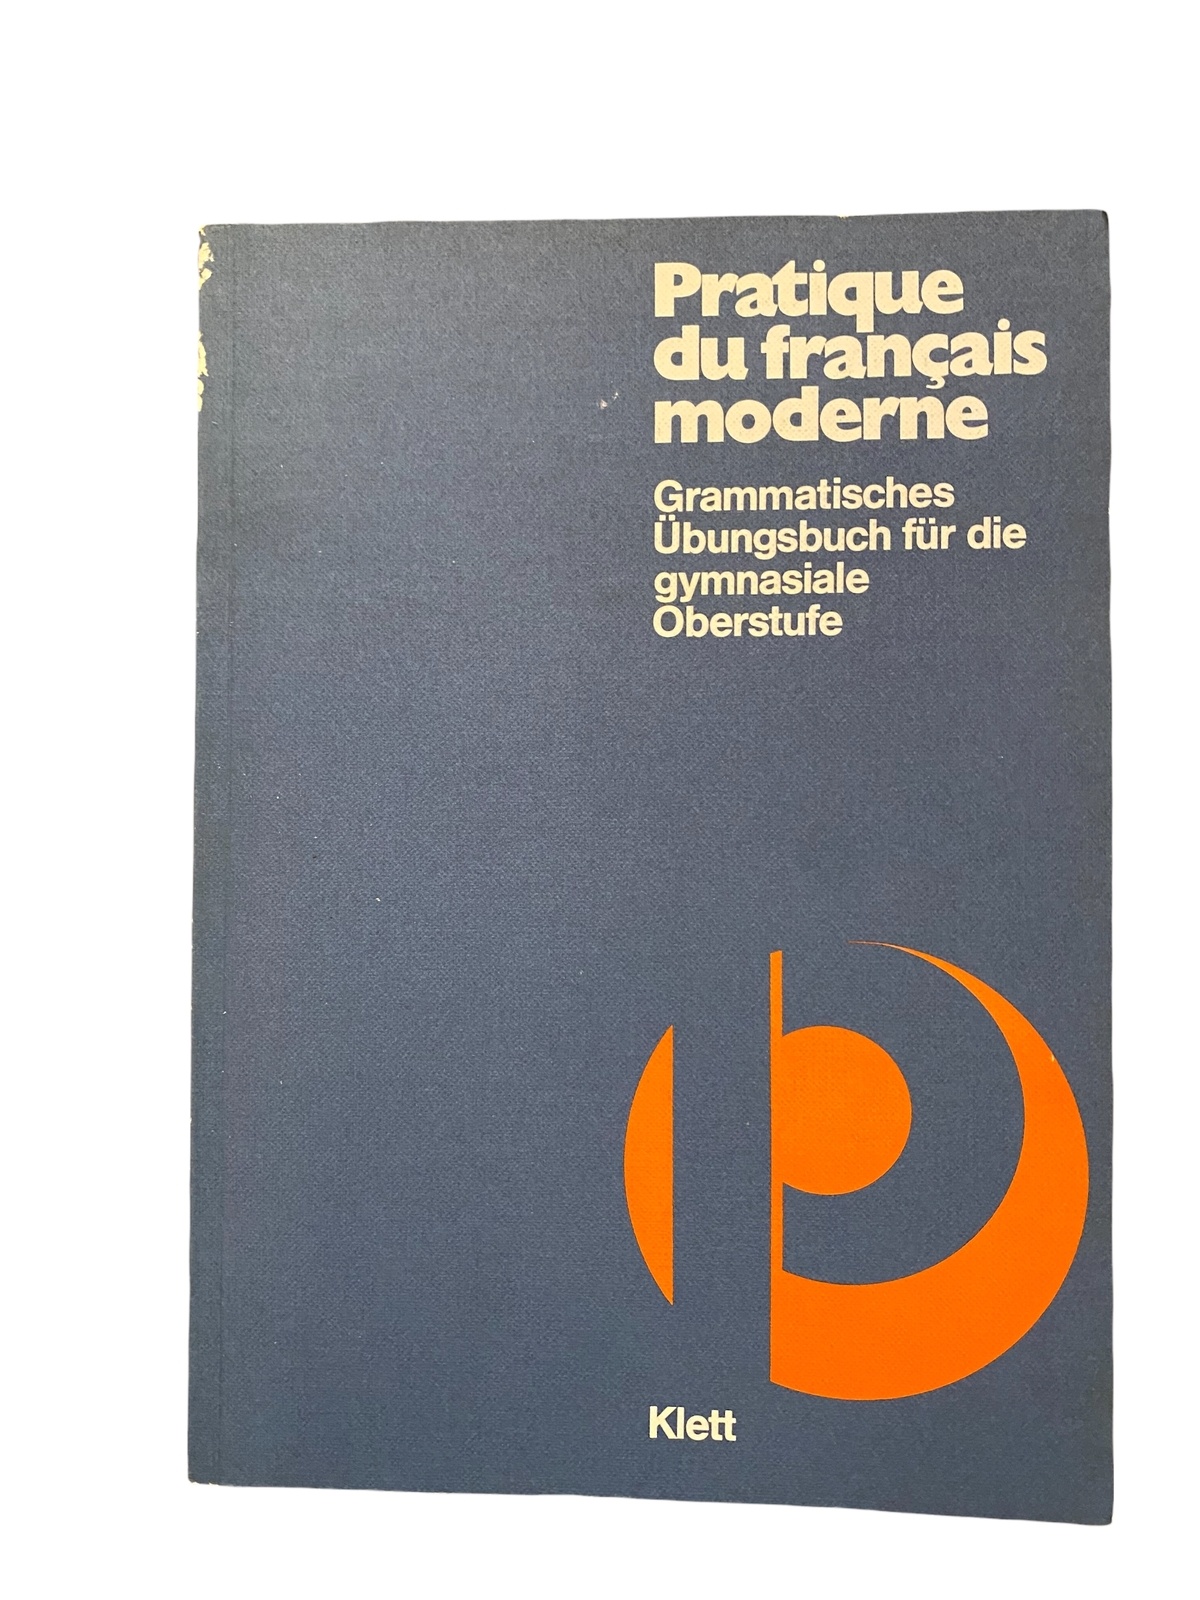 Pratique
du français
moderne
Grammatisches
Übungsbuch für die
gymnasiale
Oberstufe
Klett